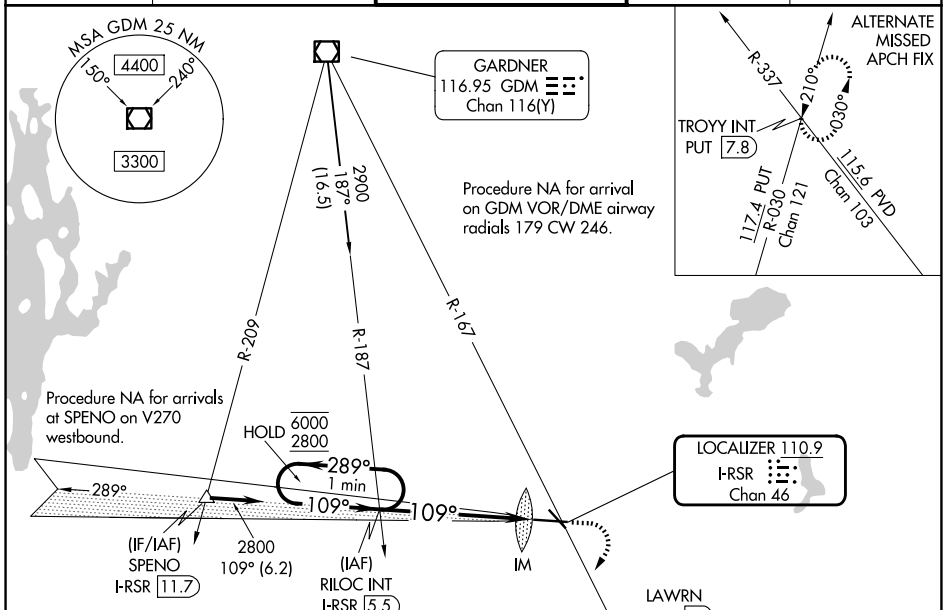 MSA GDM 25 NM
4400
150°
240°
3300
GARDNER
116.95 GDM
Chan 116(Y)
ALTERNATE
MISSED
APCH FIX
R-337
210°
030°
TROYY INT
PUT 7.8
117.4 PUT
R-030
Chan 121
115.6 PVD
Chan 103
2900
187°
(16.5)
Procedure NA for arrival
on GDM VOR/DME airway
radials 179 CW 246.
R-209
R-187
R-167
Procedure NA for arrivals
at SPENO on V270
westbound.
HOLD
6000
2800
289°
1 min
109°
109°
289°
LOCALIZER 110.9
I-RSR
Chan 46
(IF/IAF)
SPENO
I-RSR 11.7
2800
109° (6.2)
(IAF)
RILOC INT
I-RSR 5.5
IM
LAWRN